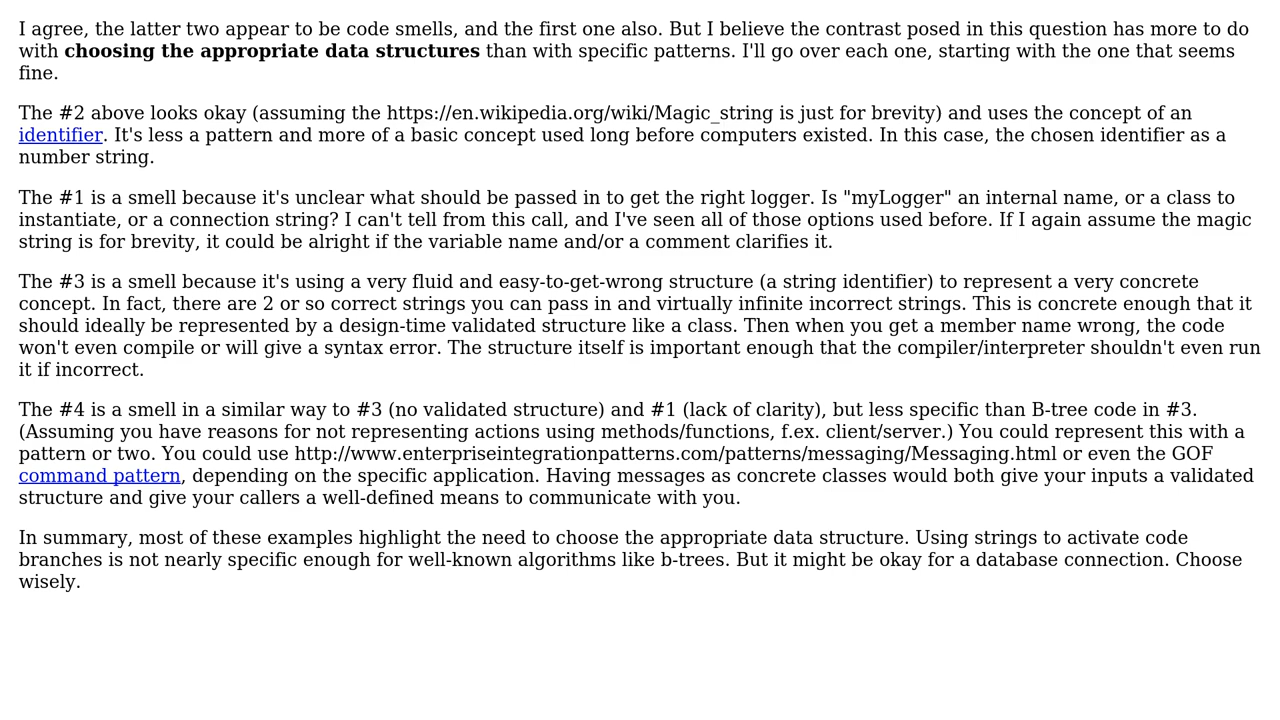 I agree, the latter two appear to be code smells, and the first one also. But I believe the contrast posed in this question has more to do
with choosing the appropriate data structures than with specific patterns. I'll go over each one, starting with the one that seems
fine.
The #2 above looks okay (assuming the https://en.wikipedia.org/wiki/Magic_string is just for brevity) and uses the concept of an
identifier. It's less a pattern and more of a basic concept used long before computers existed. In this case, the chosen identifier as a
number string.
The #1 is a smell because it's unclear what should be passed in to get the right logger. Is "myLogger" an internal name, or a class to
instantiate, or a connection string? I can't tell from this call, and I've seen all of those options used before. If I again assume the magic
string is for brevity, it could be alright if the variable name and/or a comment clarifies it.
The #3 is a smell because it's using a very fluid and easy-to-get-wrong structure (a string identifier) to represent a very concrete
concept. In fact, there are 2 or so correct strings you can pass in and virtually infinite incorrect strings. This is concrete enough that it
should ideally be represented by a design-time validated structure like a class. Then when you get a member name wrong, the code
won't even compile or will give a syntax error. The structure itself is important enough that the compiler/interpreter shouldn't even run
it if incorrect.
The #4 is a smell in a similar way to #3 (no validated structure) and #1 (lack of clarity), but less specific than B-tree code in #3.
(Assuming you have reasons for not representing actions using methods/functions, f.ex. client/server.) You could represent this with a
pattern or two. You could use http://www.enterpriseintegrationpatterns.com/patterns/messaging/Messaging.html or even the GOF
command pattern, depending on the specific application. Having messages as concrete classes would both give your inputs a validated
structure and give your callers a well-defined means to communicate with you.
In summary, most of these examples highlight the need to choose the appropriate data structure. Using strings to activate code
branches is not nearly specific enough for well-known algorithms like b-trees. But it might be okay for a database connection. Choose
wisely.